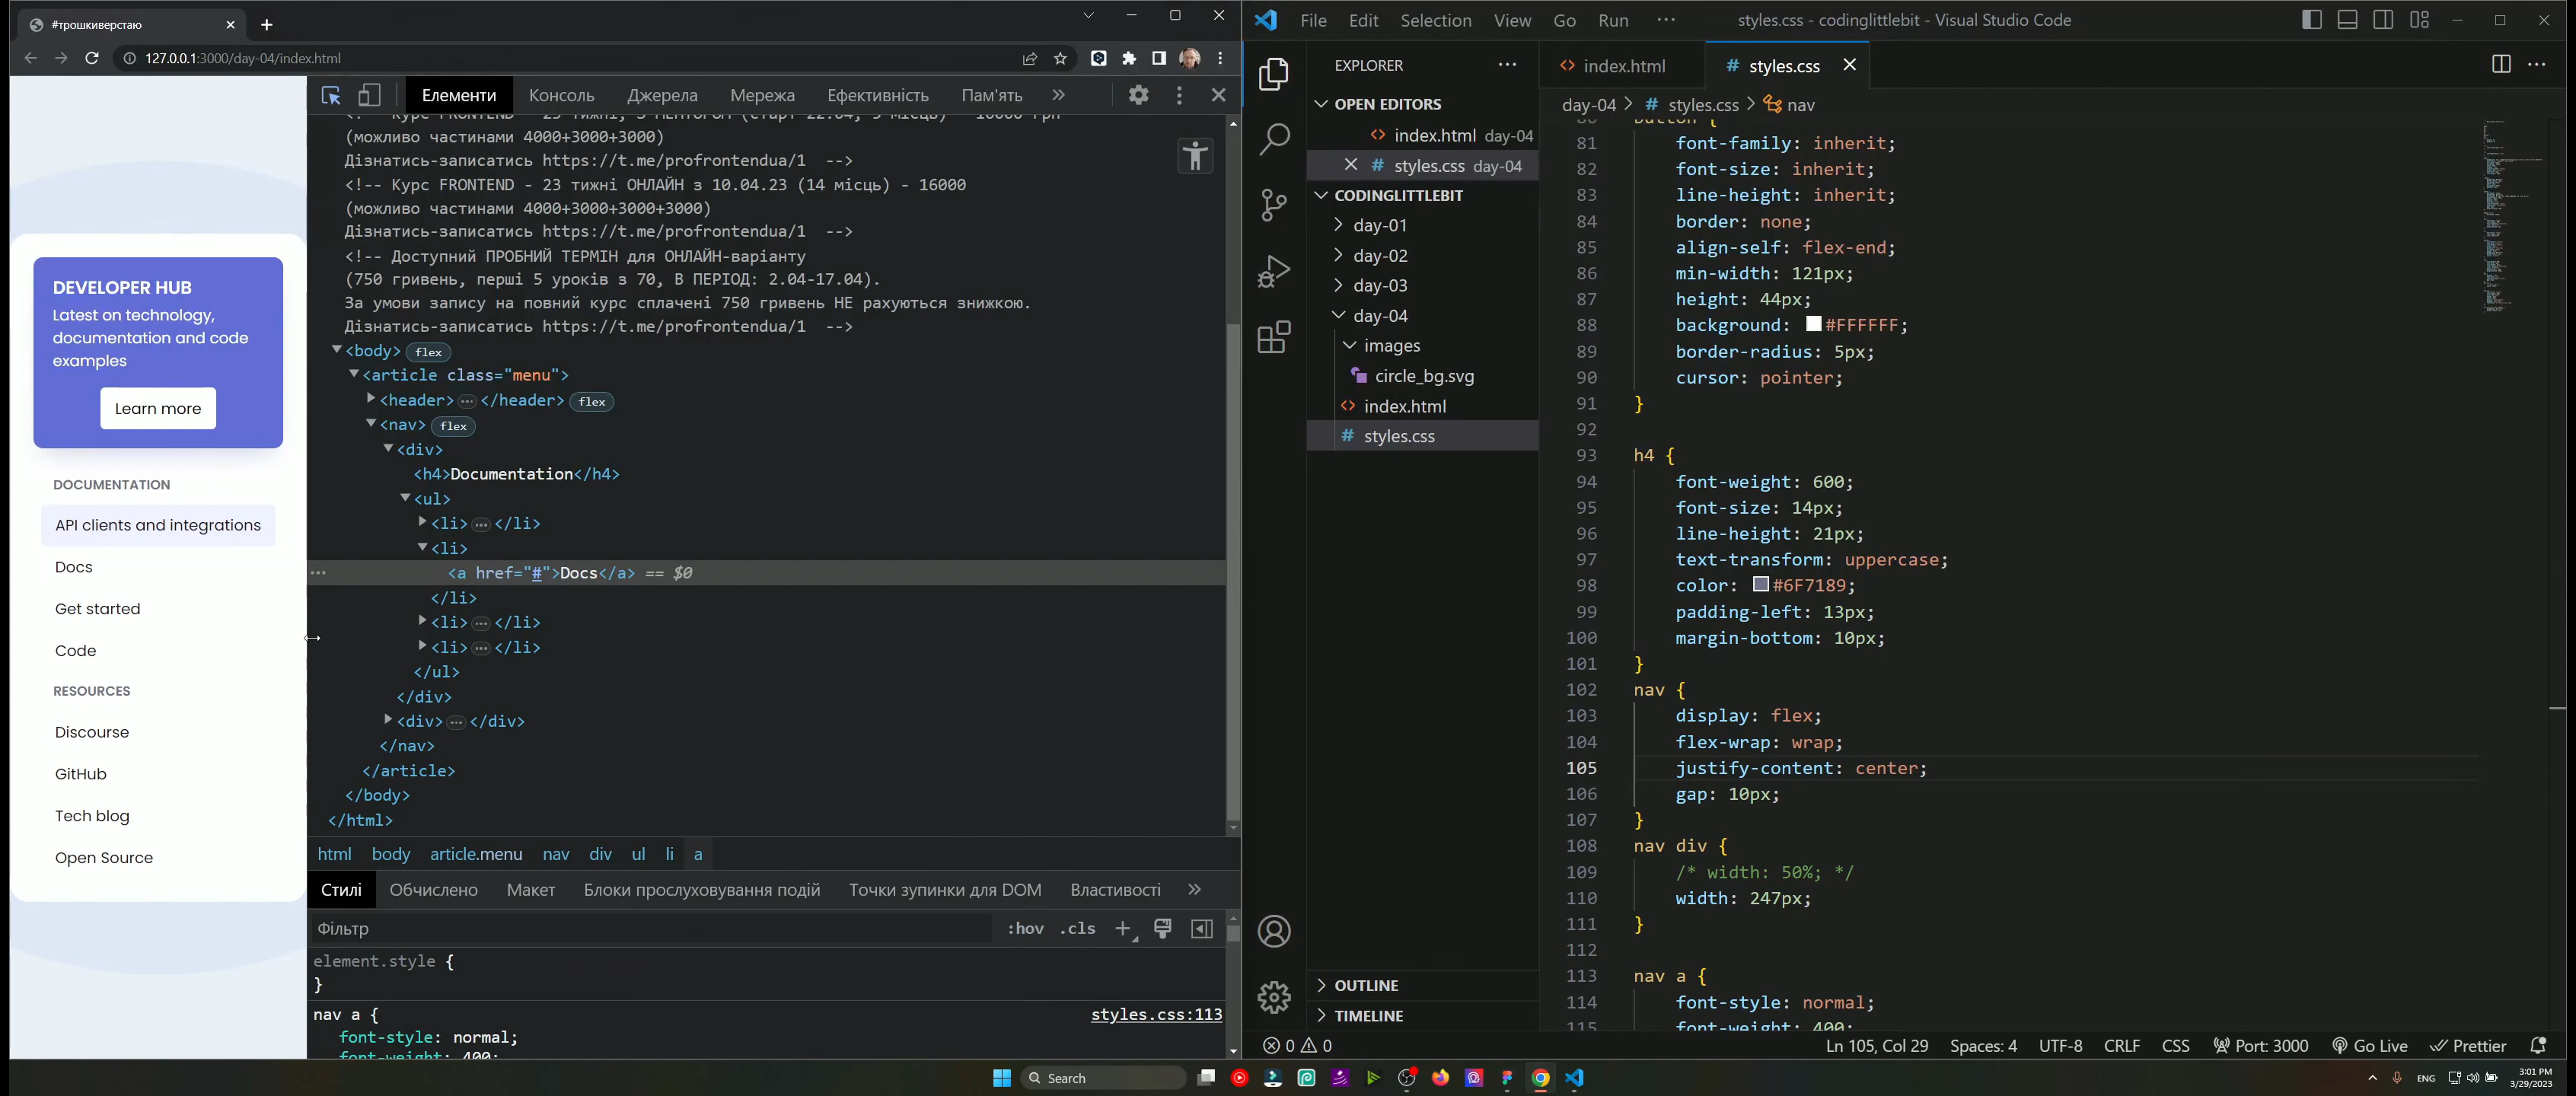 #трошкиверстаю
127.0.0.1:3000/day-04/index.html
DEVELOPER HUB
Latest on technology,
documentation and code
examples
Learn more
DOCUMENTATION
API clients and integrations
Docs
Get started
Code
RESOURCES
Discourse
GitHub
Tech blog
Open Source
Елементи Консоль Джерела Мережа Ефективність Пам'ять
(можливо частинами 4000+3000+3000)
Дізнатись-записатись https://t.me/profrontendua/1 -->
<!-- Курс FRONTEND - 23 тижні ОНЛАЙН з 10.04.23 (14 місць) - 16000
(можливо частинами 4000+3000+3000+3000)
Дізнатись-записатись https://t.me/profrontendua/1 -->
<!-- Доступний ПРОБНИЙ ТЕРМІН для ОНЛАЙН-варіанту
(750 гривень, перші 5 уроків з 70, В ПЕРІОД: 2.04-17.04).
За умови запису на повний курс сплачені 750 гривень НЕ рахуються знижкою.
Дізнатись-записатись https://t.me/profrontendua/1 -->
<body> flex
<article class="menu">
<header> ⋯ </header> flex
<nav> flex
<div>
<h4>Documentation</h4>
<ul>
<li> ⋯ </li>
<li>
<a href="#">Docs</a> == $0
</li>
<li> ⋯ </li>
<li> ⋯ </li>
</ul>
</div>
<div> ⋯ </div>
</nav>
</article>
</body>
</html>
html body article.menu nav div ul li a
Стилі Обчислено Макет Блоки прослуховування подій Точки зупинки для DOM Властивості
Фільтр :hov .cls
element.style {
}
nav a { styles.css:113
font-style: normal;
font-weight: 400;
File Edit Selection View Go Run ⋯ styles.css - codinglittlebit - Visual Studio Code
EXPLORER
OPEN EDITORS
index.html day-04
styles.css day-04
CODINGLITTLEBIT
day-01
day-02
day-03
day-04
images
circle_bg.svg
index.html
styles.css
OUTLINE
TIMELINE
index.html # styles.css
day-04 > # styles.css > nav
80 button {
81 font-family: inherit;
82 font-size: inherit;
83 line-height: inherit;
84 border: none;
85 align-self: flex-end;
86 min-width: 121px;
87 height: 44px;
88 background: #FFFFFF;
89 border-radius: 5px;
90 cursor: pointer;
91 }
92
93 h4 {
94 font-weight: 600;
95 font-size: 14px;
96 line-height: 21px;
97 text-transform: uppercase;
98 color: #6F7189;
99 padding-left: 13px;
100 margin-bottom: 10px;
101 }
102 nav {
103 display: flex;
104 flex-wrap: wrap;
105 justify-content: center;
106 gap: 10px;
107 }
108 nav div {
109 /* width: 50%; */
110 width: 247px;
111 }
112
113 nav a {
114 font-style: normal;
115 font-weight: 400;
0 0 Ln 105, Col 29 Spaces: 4 UTF-8 CRLF CSS Port: 3000 Go Live Prettier
Search
ENG
3:01 PM
3/29/2023